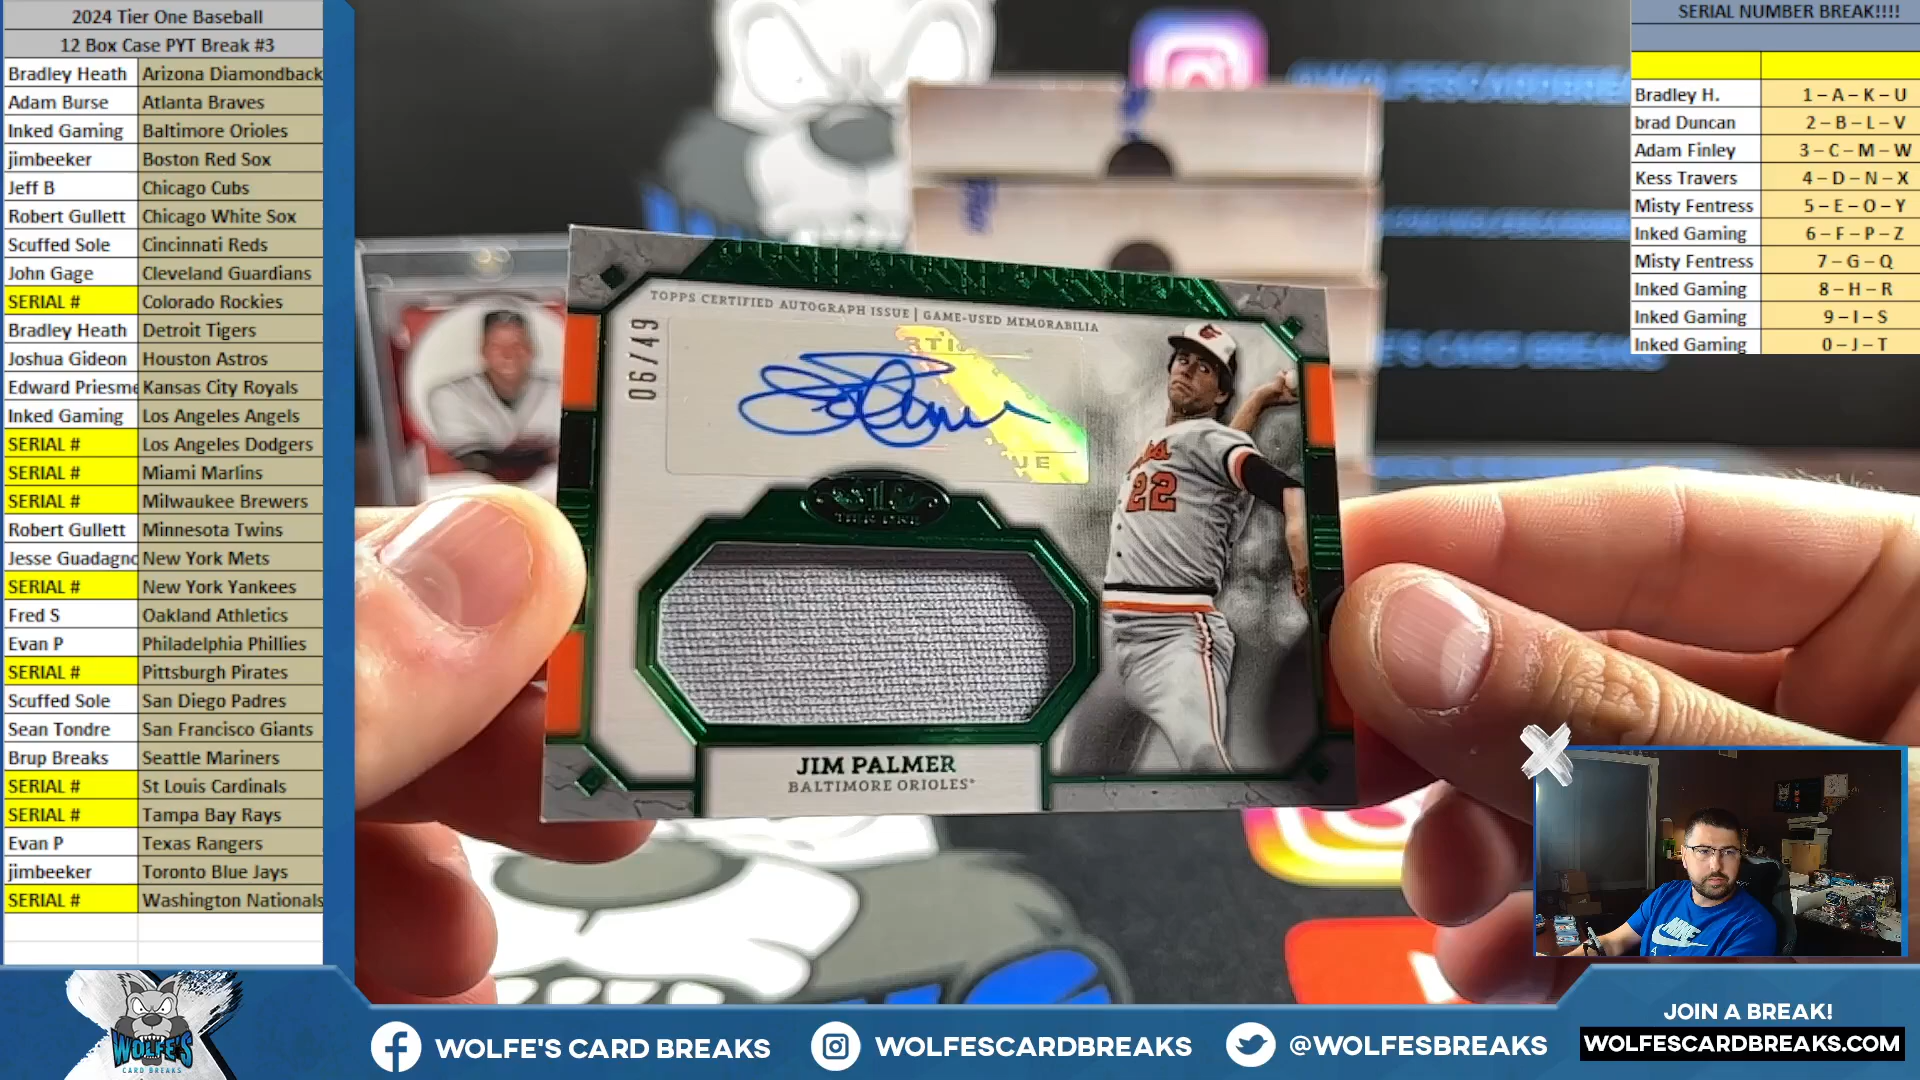 2024 Tier One Baseball
12 Box Case PYT Break #3
Bradley Heath Arizona Diamondback
Adam Burse Atlanta Braves
Inked Gaming Baltimore Orioles
jimbeeker Boston Red Sox
Jeff B Chicago Cubs
Robert Gullett Chicago White Sox
Scuffed Sole Cincinnati Reds
John Gage Cleveland Guardians
SERIAL # Colorado Rockies
Bradley Heath Detroit Tigers
Joshua Gideon Houston Astros
Edward Priesme Kansas City Royals
Inked Gaming Los Angeles Angels
SERIAL # Los Angeles Dodgers
SERIAL # Miami Marlins
SERIAL # Milwaukee Brewers
Robert Gullett Minnesota Twins
Jesse Guadagno New York Mets
SERIAL # New York Yankees
Fred S Oakland Athletics
Evan P Philadelphia Phillies
SERIAL # Pittsburgh Pirates
Scuffed Sole San Diego Padres
Sean Tondre San Francisco Giants
Brup Breaks Seattle Mariners
SERIAL # St Louis Cardinals
SERIAL # Tampa Bay Rays
Evan P Texas Rangers
jimbeeker Toronto Blue Jays
SERIAL # Washington Nationals
SERIAL NUMBER BREAK!!!!
Bradley H. 1 – A – K – U
brad Duncan 2 – B – L – V
Adam Finley 3 – C – M – W
Kess Travers 4 – D – N – X
Misty Fentress 5 – E – O – Y
Inked Gaming 6 – F – P – Z
Misty Fentress 7 – G – Q
Inked Gaming 8 – H – R
Inked Gaming 9 – I – S
Inked Gaming 0 – J – T
TOPPS CERTIFIED AUTOGRAPH ISSUE | GAME-USED MEMORABILIA
06/49
22
TIER ONE
JIM PALMER
BALTIMORE ORIOLES
WOLFE'S
CARD BREAKS
WOLFE'S CARD BREAKS
WOLFESCARDBREAKS
@WOLFESBREAKS
JOIN A BREAK!
WOLFESCARDBREAKS.COM
NIKE